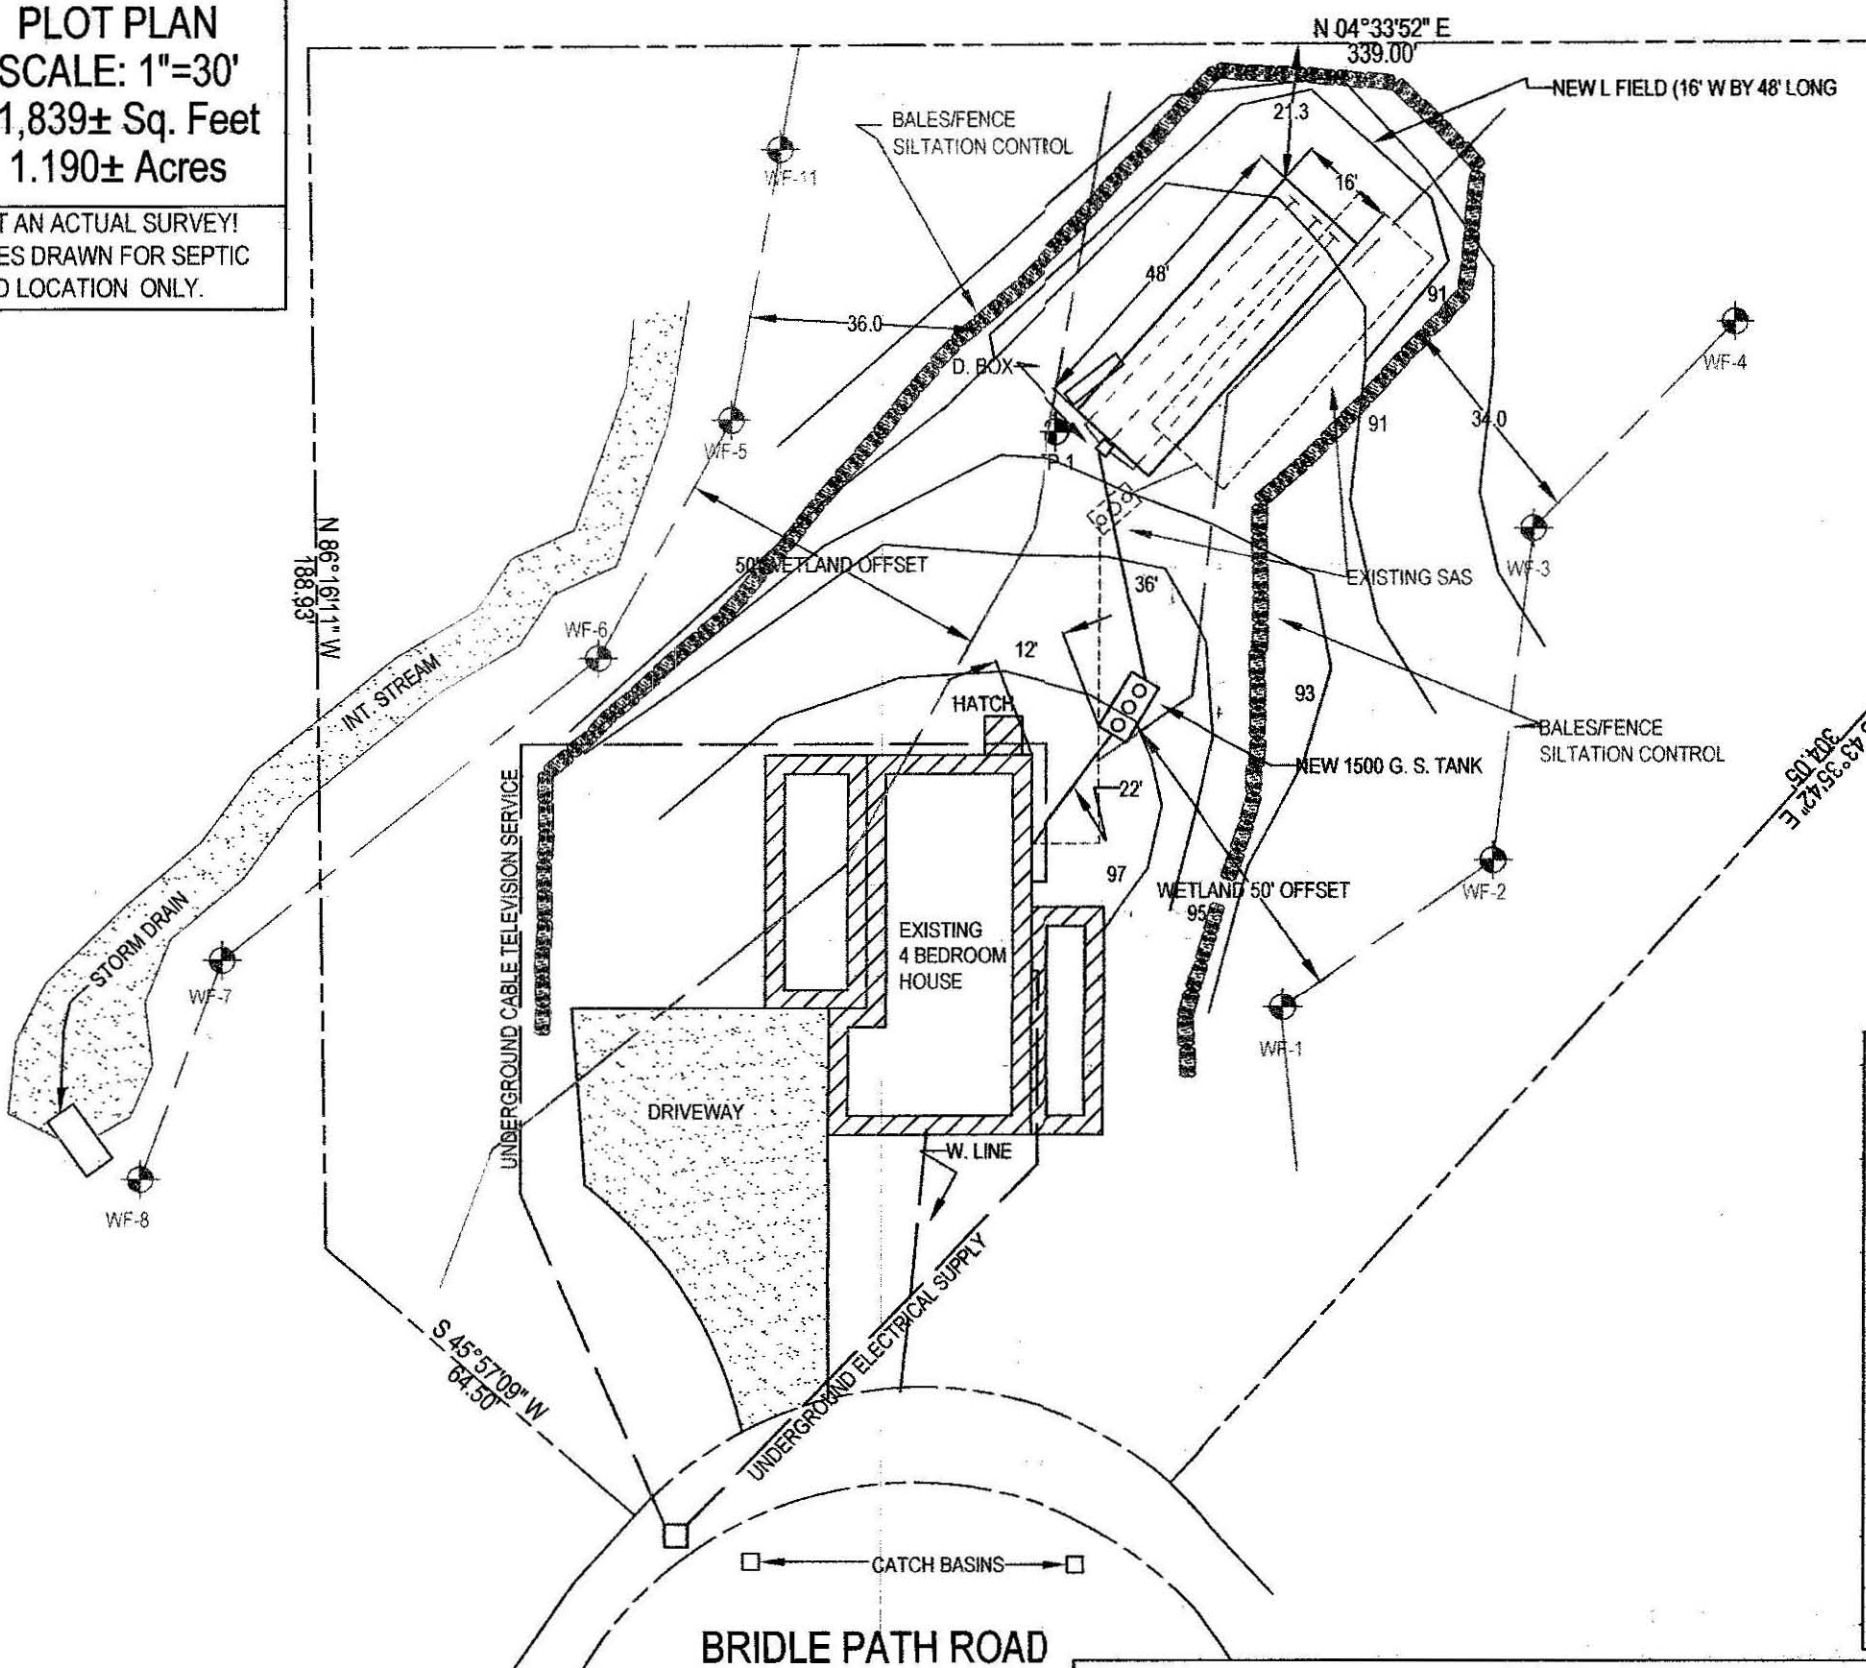 PLOT PLAN
SCALE: 1"=30'
1,839± Sq. Feet
1.190± Acres
T AN ACTUAL SURVEY!
ES DRAWN FOR SEPTIC
D LOCATION ONLY.
N 04°33'52" E
339.00'
NEW L FIELD (16' W BY 48' LONG
BALES/FENCE
SILTATION CONTROL
21.3
WF-11
16'
48'
91
36.0
WF-4
D. BOX
WF-5
91
34.0
P.1
N 86°16'11" W
188.93'
50' WETLAND OFFSET
36'
EXISTING SAS
WF-3
WF-6
12'
INT. STREAM
HATCH
93
BALES/FENCE
SILTATION CONTROL
NEW 1500 G. S. TANK
43°35'42" E
304.05'
22'
UNDERGROUND CABLE TELEVISION SERVICE
97
WETLAND 50' OFFSET
95
WF-2
STORM DRAIN
EXISTING
4 BEDROOM
HOUSE
WF-7
WF-1
DRIVEWAY
W. LINE
WF-8
UNDERGROUND ELECTRICAL SUPPLY
S 45°57'09" W
64.50'
CATCH BASINS
BRIDLE PATH ROAD